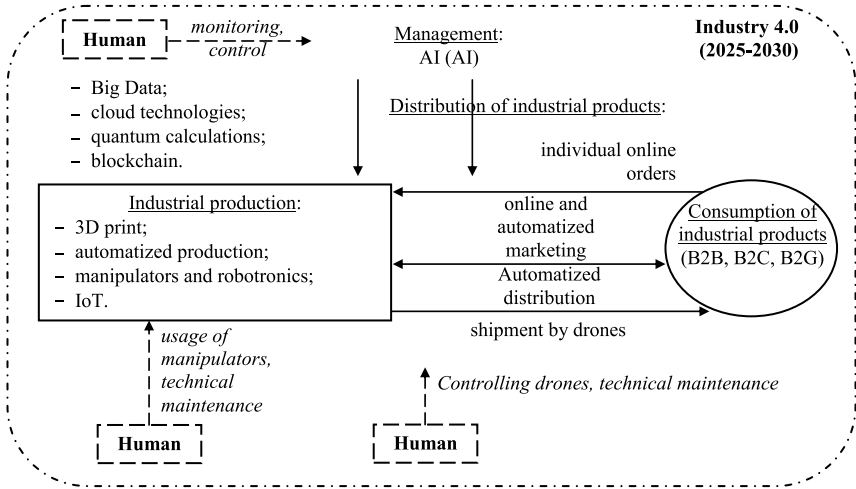 Human
monitoring,
control
Management:
AI (AI)
Industry 4.0
(2025-2030)
– Big Data;
– cloud technologies;
– quantum calculations;
– blockchain.
Distribution of industrial products:
individual online
orders
Industrial production:
– 3D print;
– automatized production;
– manipulators and robotronics;
– IoT.
online and
automatized
marketing
Automatized
distribution
shipment by drones
Consumption of
industrial products
(B2B, B2C, B2G)
usage of
manipulators,
technical
maintenance
Human
Controlling drones, technical maintenance
Human